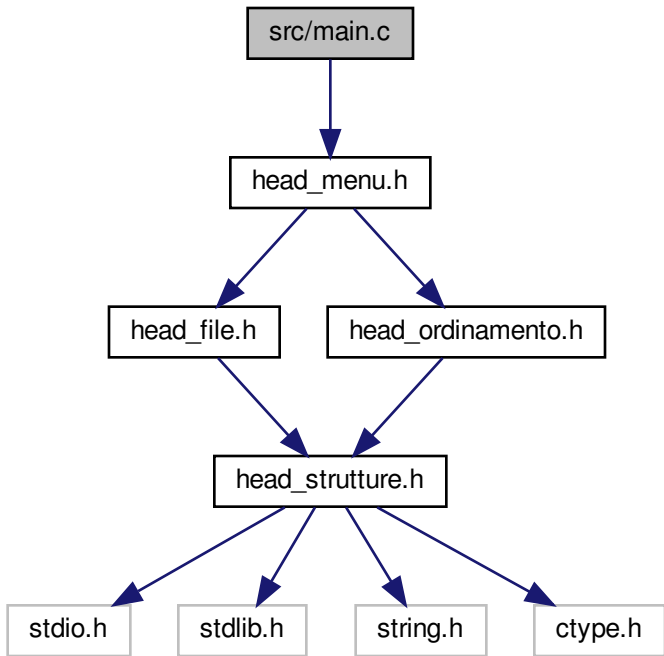 src/main.c
head_menu.h
head_file.h
head_ordinamento.h
head_strutture.h
stdio.h
stdlib.h
string.h
ctype.h